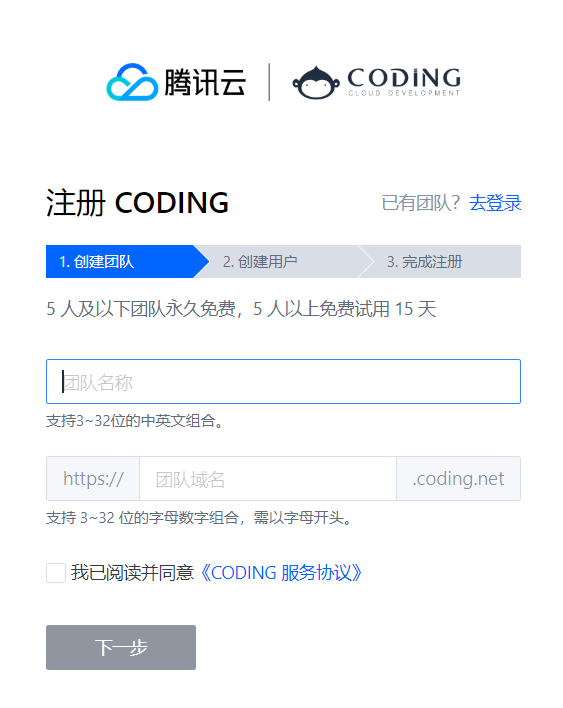 腾讯云 CODING
CLOUD DEVELOPMENT
注册 CODING 已有团队？去登录
1. 创建团队 2. 创建用户 3. 完成注册
5 人及以下团队永久免费，5 人以上免费试用 15 天
团队名称
支持3~32位的中英文组合。
https:// 团队域名 .coding.net
支持 3~32 位的字母数字组合，需以字母开头。
我已阅读并同意《CODING 服务协议》
下一步